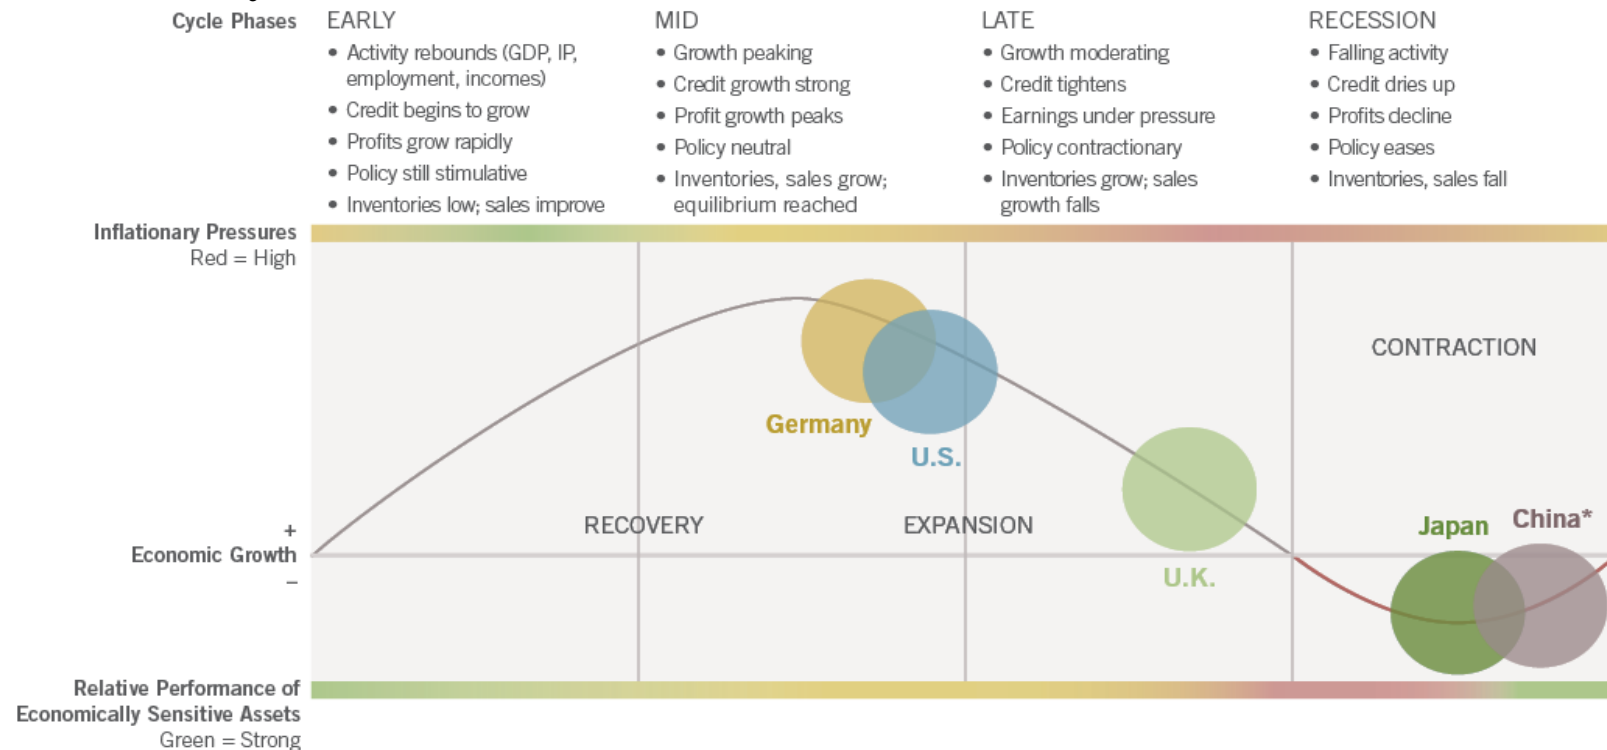 Cycle Phases
EARLY
• Activity rebounds (GDP, IP,
employment, incomes)
• Credit begins to grow
• Profits grow rapidly
• Policy still stimulative
• Inventories low; sales improve
MID
• Growth peaking
• Credit growth strong
• Profit growth peaks
• Policy neutral
• Inventories, sales grow;
equilibrium reached
LATE
• Growth moderating
• Credit tightens
• Earnings under pressure
• Policy contractionary
• Inventories grow; sales
growth falls
RECESSION
• Falling activity
• Credit dries up
• Profits decline
• Policy eases
• Inventories, sales fall
Inflationary Pressures
Red = High
CONTRACTION
Germany
U.S.
RECOVERY
EXPANSION
Japan
China*
U.K.
+
Economic Growth
–
Relative Performance of
Economically Sensitive Assets
Green = Strong